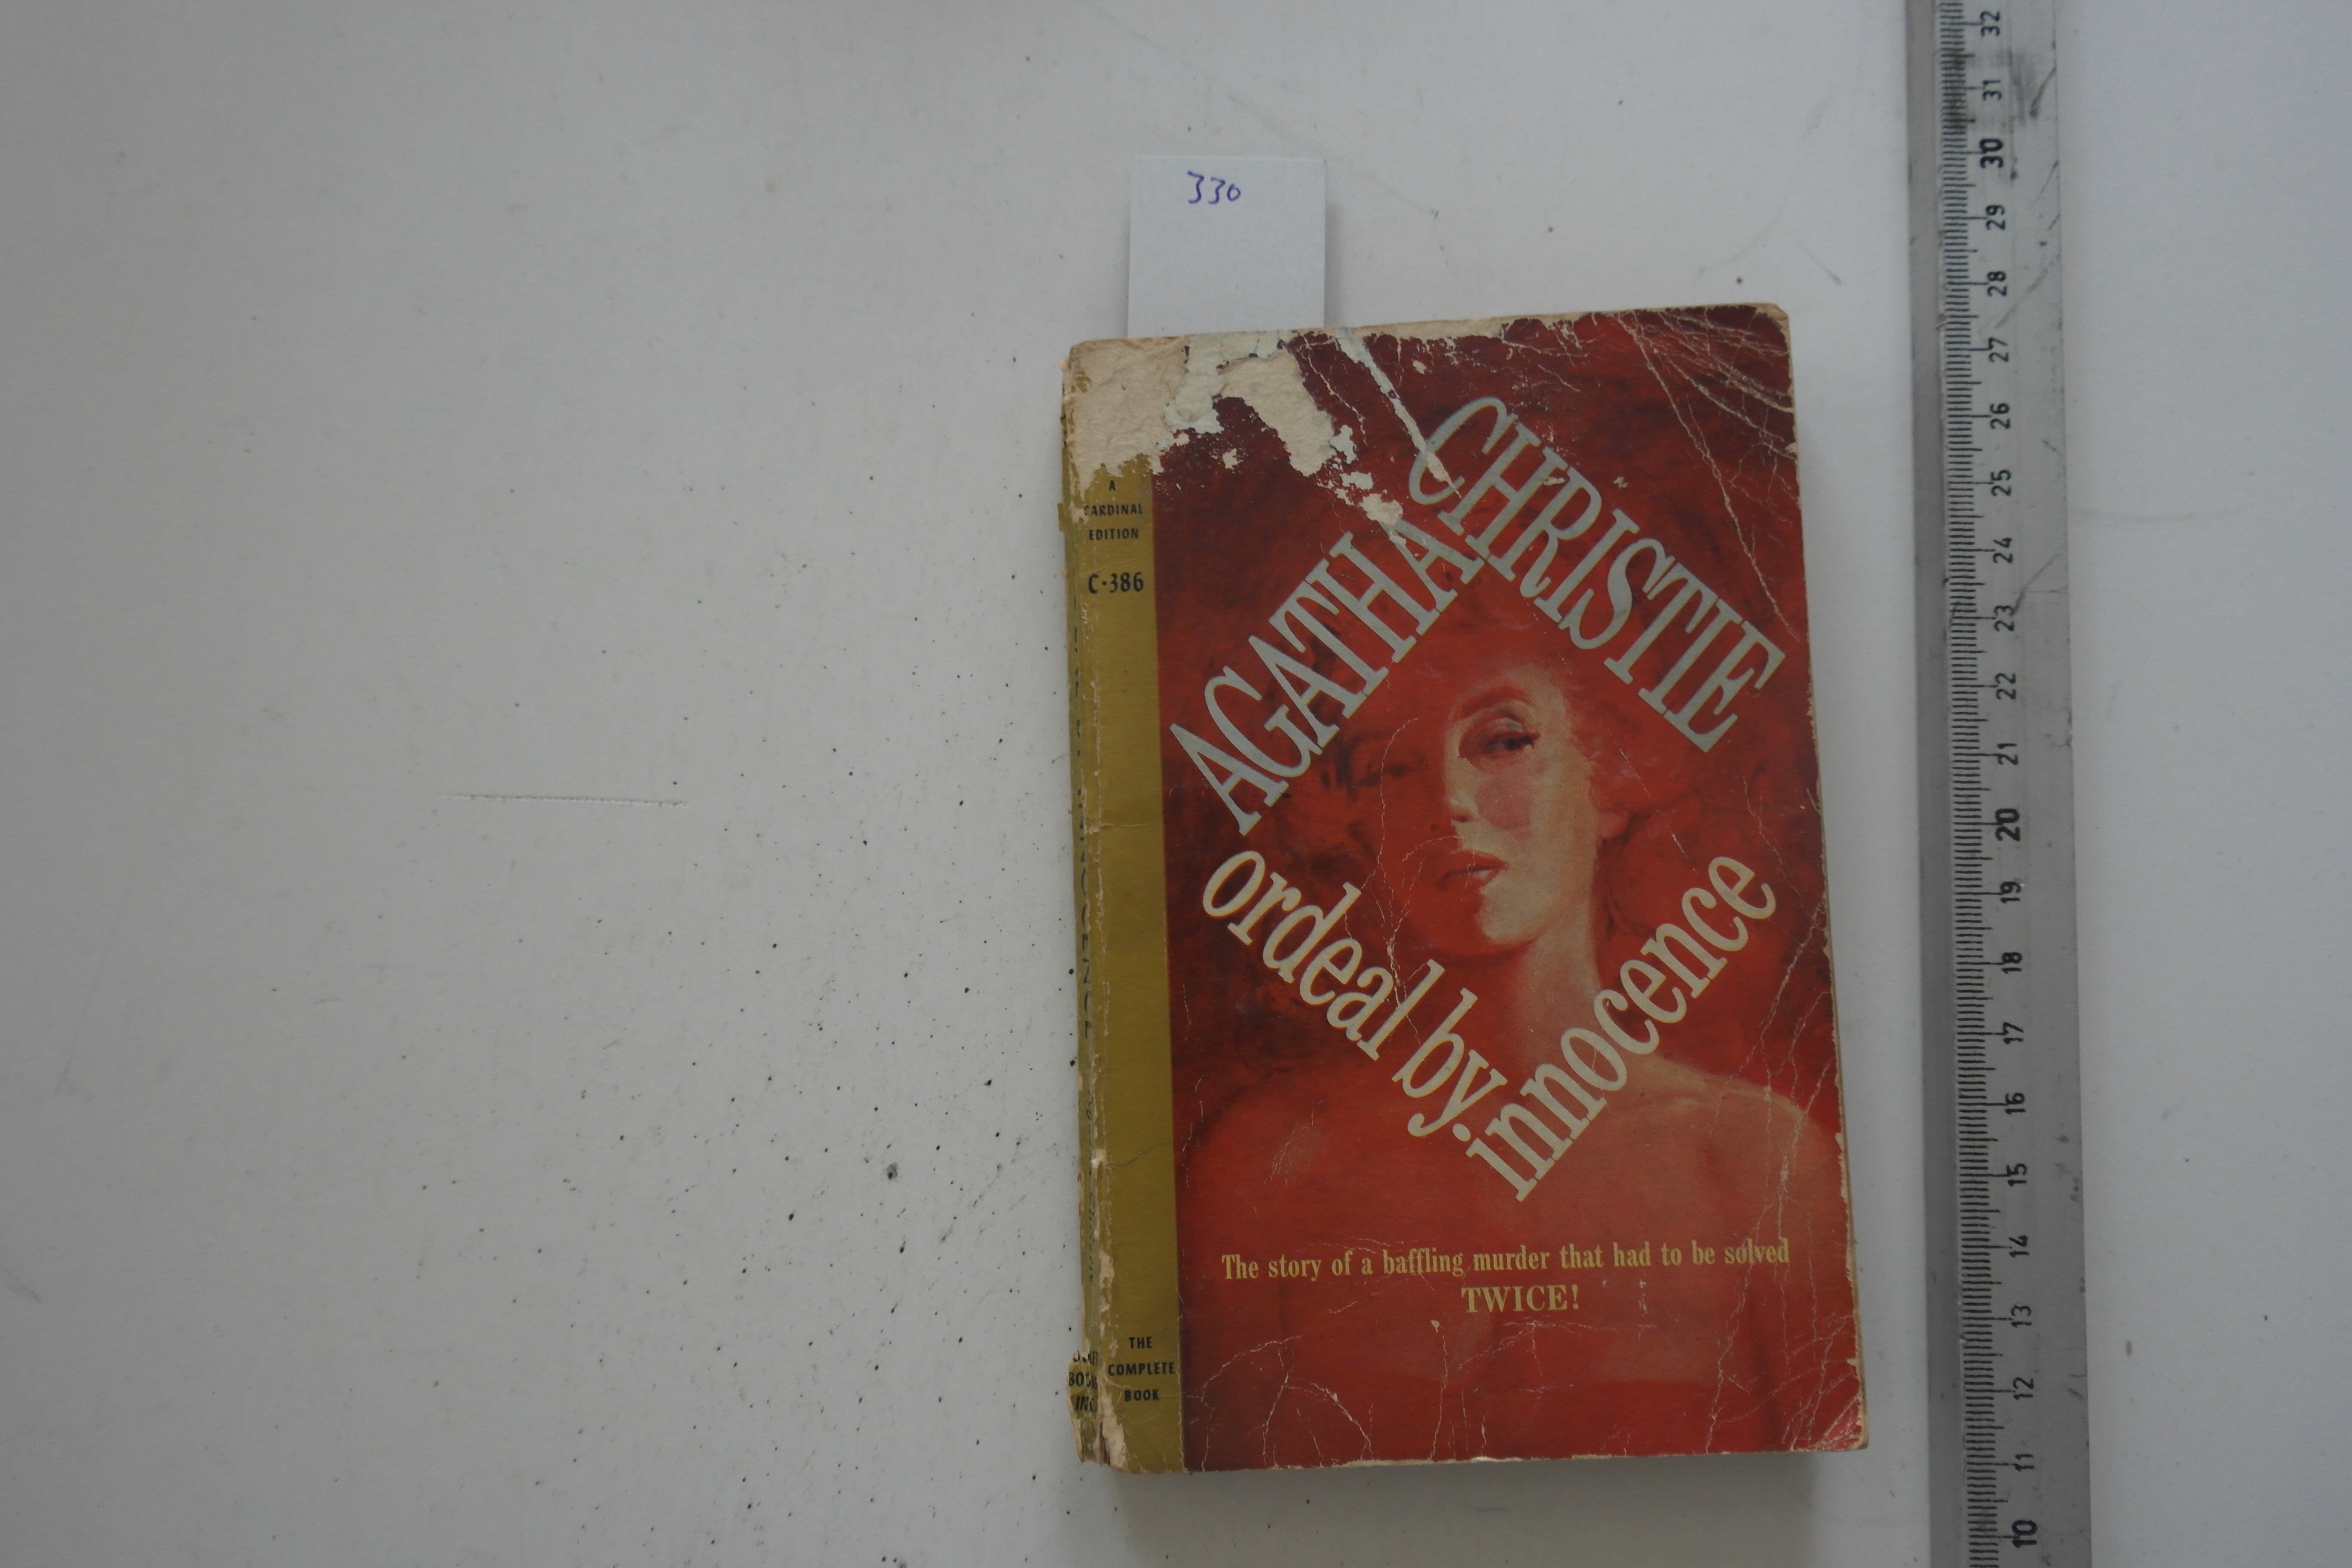 330
A
CARDINAL
EDITION
C·386
AGATHA
CHRISTIE
ordeal by
innocence
The story of a baffling murder that had to be solved
TWICE!
THE
COMPLETE
BOOK
32
31
30
29
28
27
26
25
24
23
22
21
20
19
18
17
16
15
14
13
12
11
10